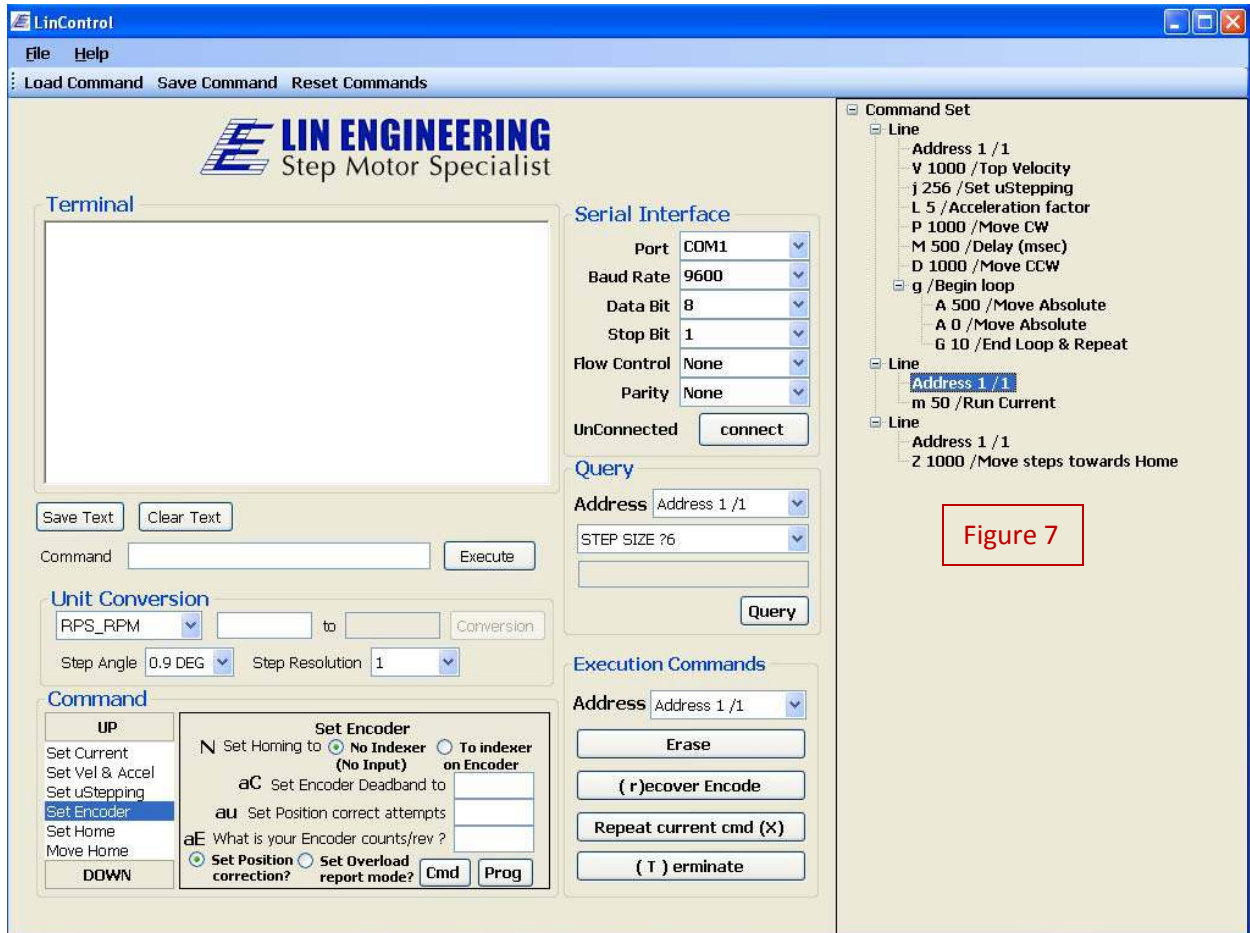 LinControl
File Help
Load Command Save Command Reset Commands
LIN ENGINEERING
Step Motor Specialist
Terminal
Save Text Clear Text
Command Execute
Unit Conversion
RPS_RPM to Conversion
Step Angle 0.9 DEG Step Resolution 1
Command
UP
Set Current
Set Vel & Accel
Set uStepping
Set Encoder
Set Home
Move Home
DOWN
Set Encoder
N Set Homing to No Indexer To indexer
(No Input) on Encoder
aC Set Encoder Deadband to
au Set Position correct attempts
aE What is your Encoder counts/rev ?
Set Position Set Overload
correction? report mode? Cmd Prog
Serial Interface
Port COM1
Baud Rate 9600
Data Bit 8
Stop Bit 1
Flow Control None
Parity None
UnConnected connect
Query
Address Address 1 /1
STEP SIZE ?6
Query
Execution Commands
Address Address 1 /1
Erase
( r )ecover Encode
Repeat current cmd (X)
( T ) erminate
Command Set
Line
Address 1 /1
V 1000 /Top Velocity
j 256 /Set uStepping
L 5 /Acceleration factor
P 1000 /Move CW
M 500 /Delay (msec)
D 1000 /Move CCW
g /Begin loop
A 500 /Move Absolute
A 0 /Move Absolute
G 10 /End Loop & Repeat
Line
Address 1 /1
m 50 /Run Current
Line
Address 1 /1
Z 1000 /Move steps towards Home
Figure 7